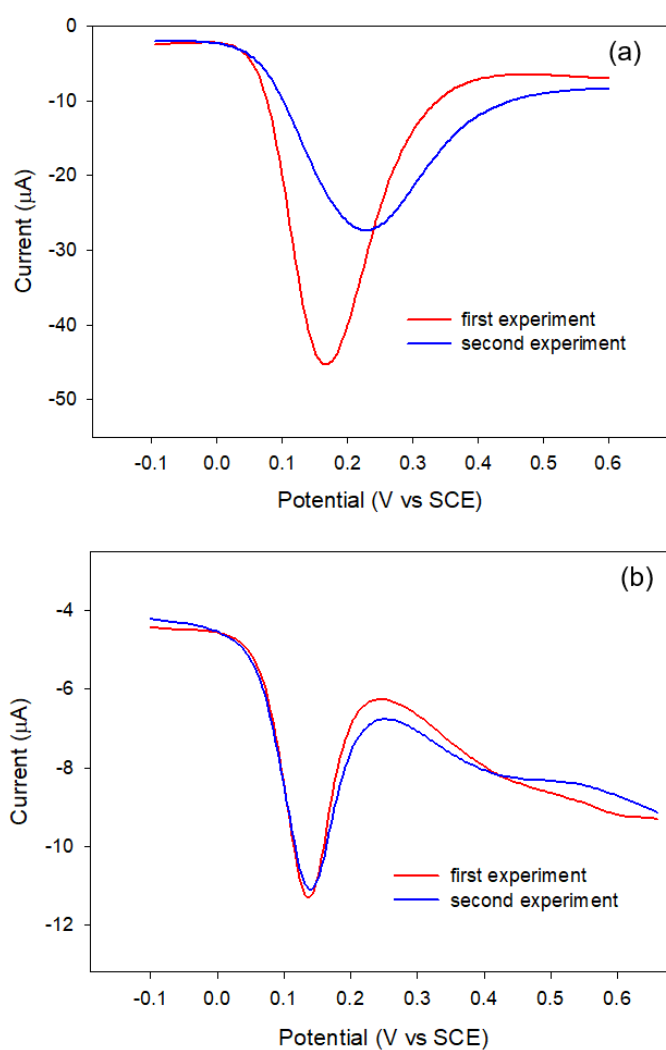 (a)
0
-10
-20
-30
-40
-50
Current (µA)
first experiment
second experiment
-0.1 0.0 0.1 0.2 0.3 0.4 0.5 0.6
Potential (V vs SCE)
(b)
-4
-6
-8
-10
-12
Current (µA)
first experiment
second experiment
-0.1 0.0 0.1 0.2 0.3 0.4 0.5 0.6
Potential (V vs SCE)